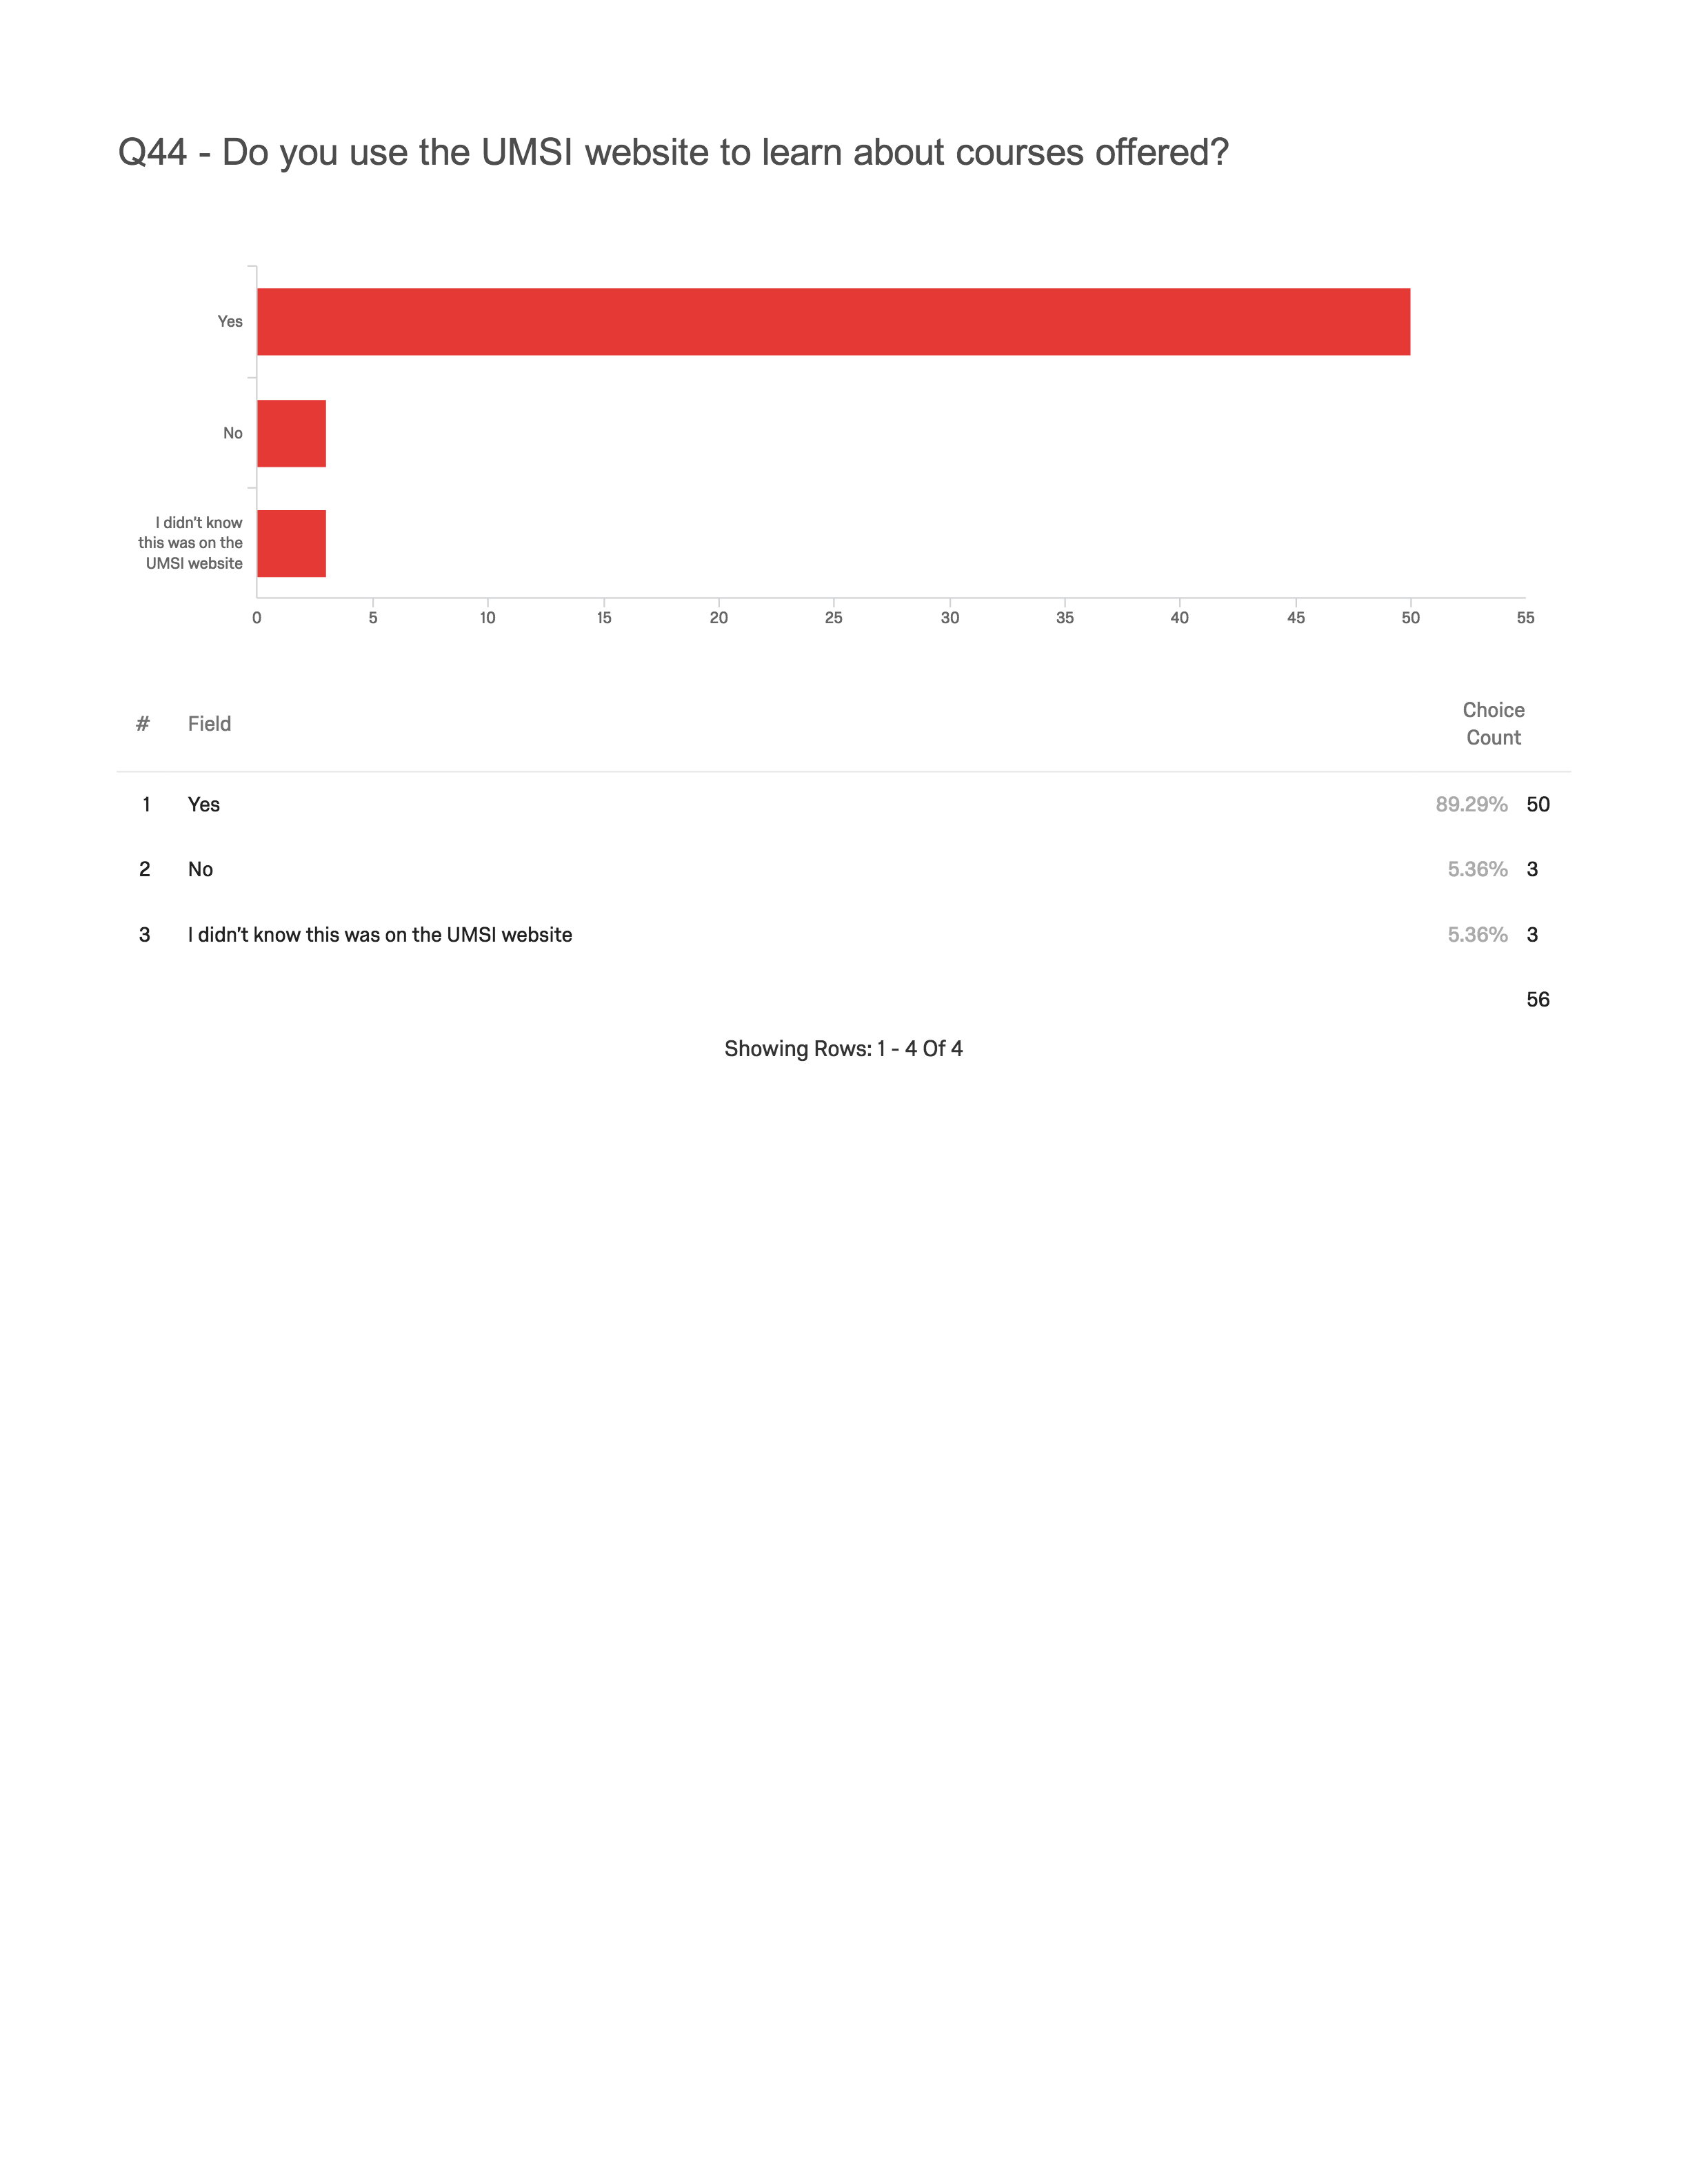 Q44 - Do you use the UMSI website to learn about courses offered?
Yes
No
I didn't know
this was on the
UMSI website
0 5 10 15 20 25 30 35 40 45 50 55
# Field Choice
Count
1 Yes 89.29% 50
2 No 5.36% 3
3 I didn't know this was on the UMSI website 5.36% 3
56
Showing Rows: 1 - 4 Of 4